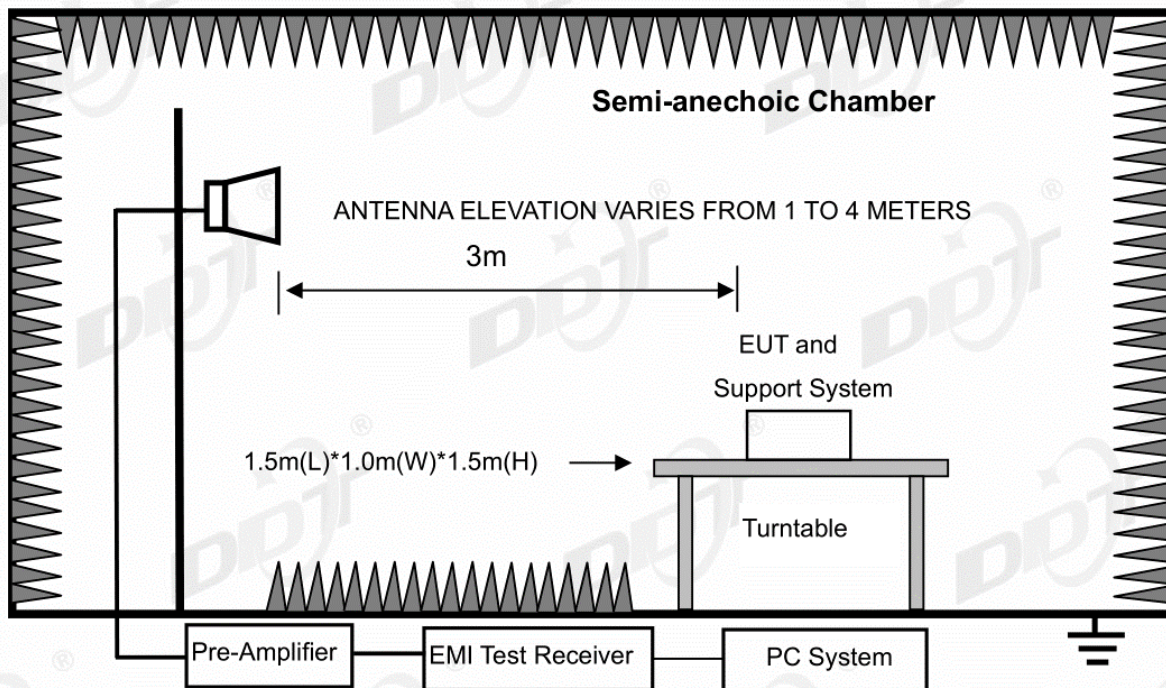 Semi-anechoic Chamber
ANTENNA ELEVATION VARIES FROM 1 TO 4 METERS
3m
EUT and
Support System
1.5m(L)*1.0m(W)*1.5m(H)
Turntable
Pre-Amplifier
EMI Test Receiver
PC System
DDT®